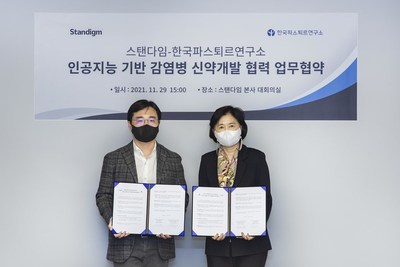 Standigm
한국파스퇴르연구소
스탠다임-한국파스퇴르연구소
인공지능 기반 감염병 신약개발 협력 업무협약
• 일시 : 2021. 11. 29 15:00 • 장소 : 스탠다임 본사 대회의실